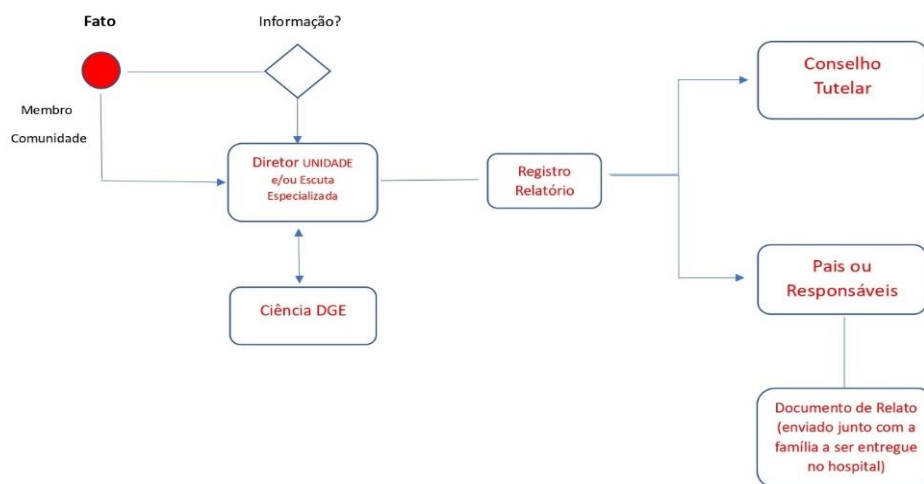 Fato
Informação?
Membro
Comunidade
Diretor UNIDADE
e/ou Escuta
Especializada
Ciência DGE
Registro
Relatório
Conselho
Tutelar
Pais ou
Responsáveis
Documento de Relato
(enviado junto com a
família a ser entregue
no hospital)